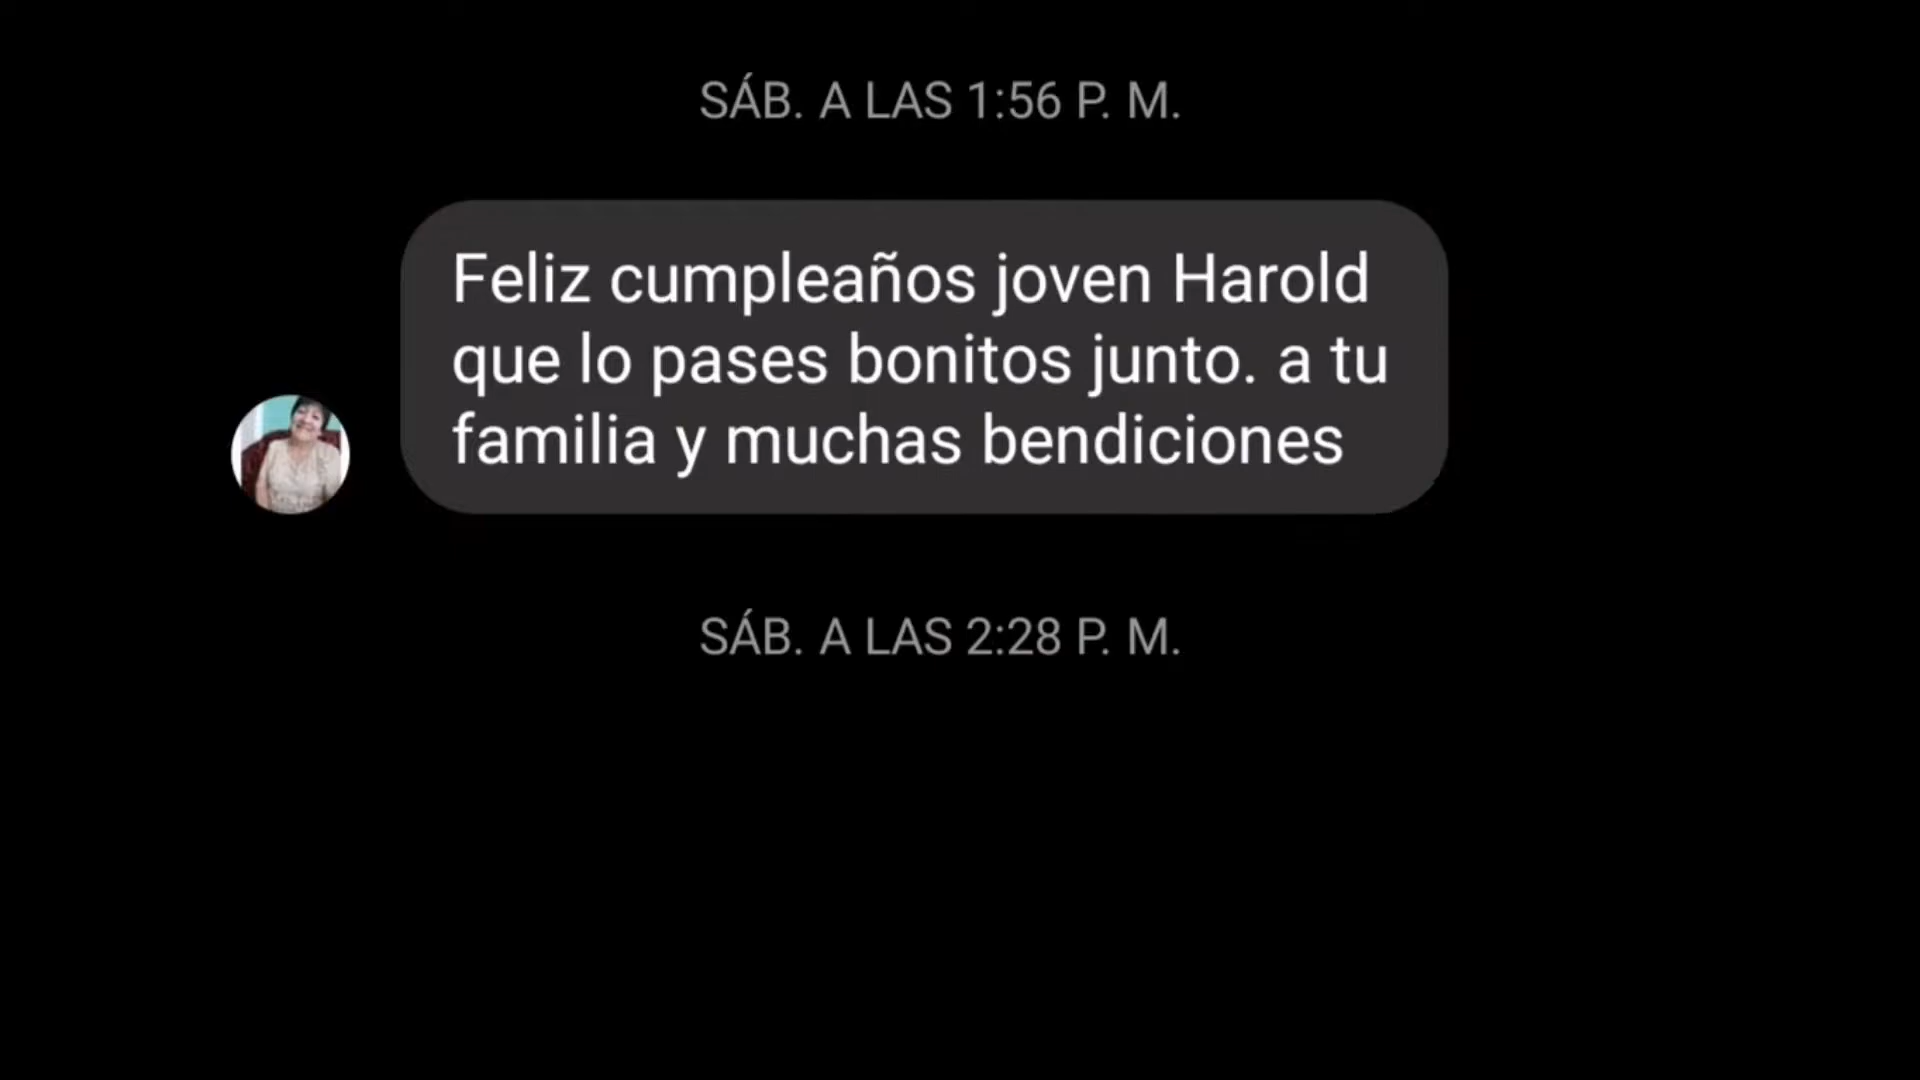 SÁB. A LAS 1:56 P. M.
Feliz cumpleaños joven Harold
que lo pases bonitos junto. a tu
familia y muchas bendiciones
SÁB. A LAS 2:28 P. M.